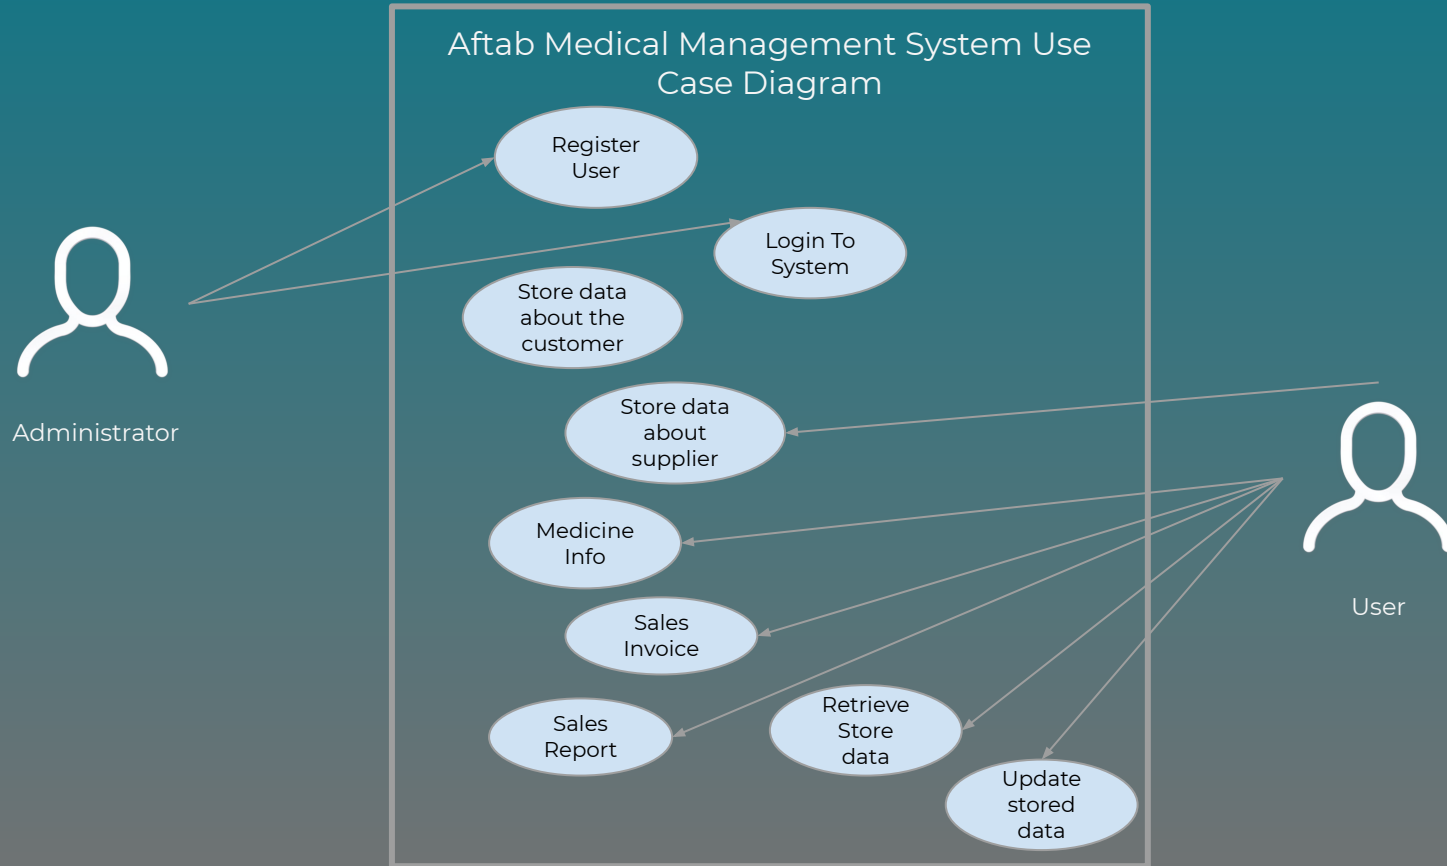 Aftab Medical Management System Use
Case Diagram
Register
User
Login To
System
Store data
about the
customer
Administrator
Store data
about
supplier
Medicine
Info
User
Sales
Invoice
Sales
Report
Retrieve
Store
data
Update
stored
data